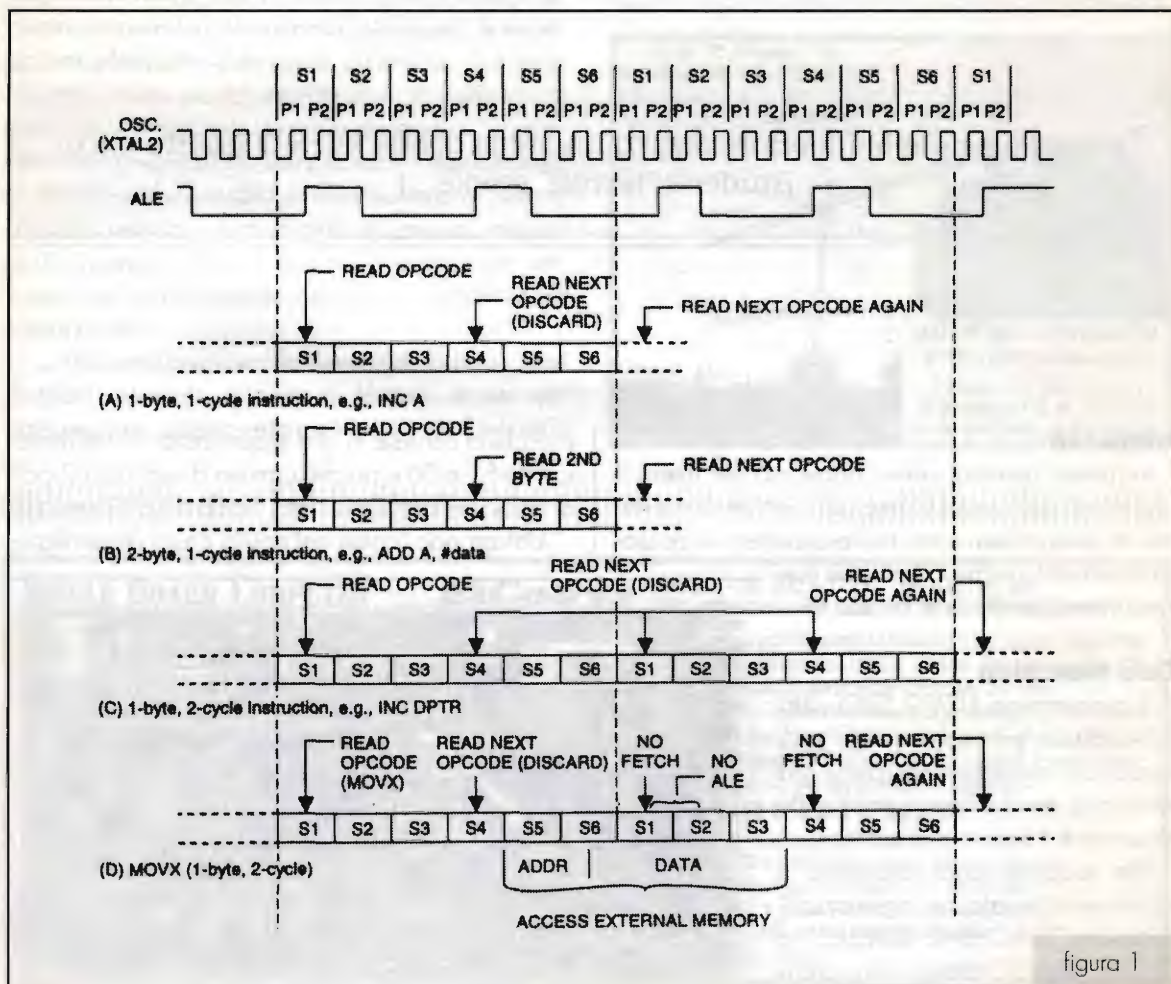 S1 S2 S3 S4 S5 S6 S1 S2 S3 S4 S5 S6 S1
P1 P2 P1 P2 P1 P2 P1 P2 P1 P2 P1 P2 P1 P2 P1 P2 P1 P2 P1 P2 P1 P2 P1 P2 P1 P2
OSC.
(XTAL2)
ALE
READ OPCODE
READ NEXT
OPCODE
(DISCARD)
READ NEXT OPCODE AGAIN
S1 S2 S3 S4 S5 S6
(A) 1-byte, 1-cycle instruction, e.g., INC A
READ OPCODE
READ 2ND
BYTE
READ NEXT OPCODE
S1 S2 S3 S4 S5 S6
(B) 2-byte, 1-cycle instruction, e.g., ADD A, #data
READ OPCODE
READ NEXT
OPCODE (DISCARD)
READ NEXT
OPCODE AGAIN
S1 S2 S3 S4 S5 S6 S1 S2 S3 S4 S5 S6
(C) 1-byte, 2-cycle instruction, e.g., INC DPTR
READ
OPCODE
(MOVX)
READ NEXT
OPCODE (DISCARD)
NO
FETCH
NO
ALE
NO
FETCH
READ NEXT
OPCODE
AGAIN
S1 S2 S3 S4 S5 S6 S1 S2 S3 S4 S5 S6
(D) MOVX (1-byte, 2-cycle)
ADDR DATA
ACCESS EXTERNAL MEMORY
figura 1